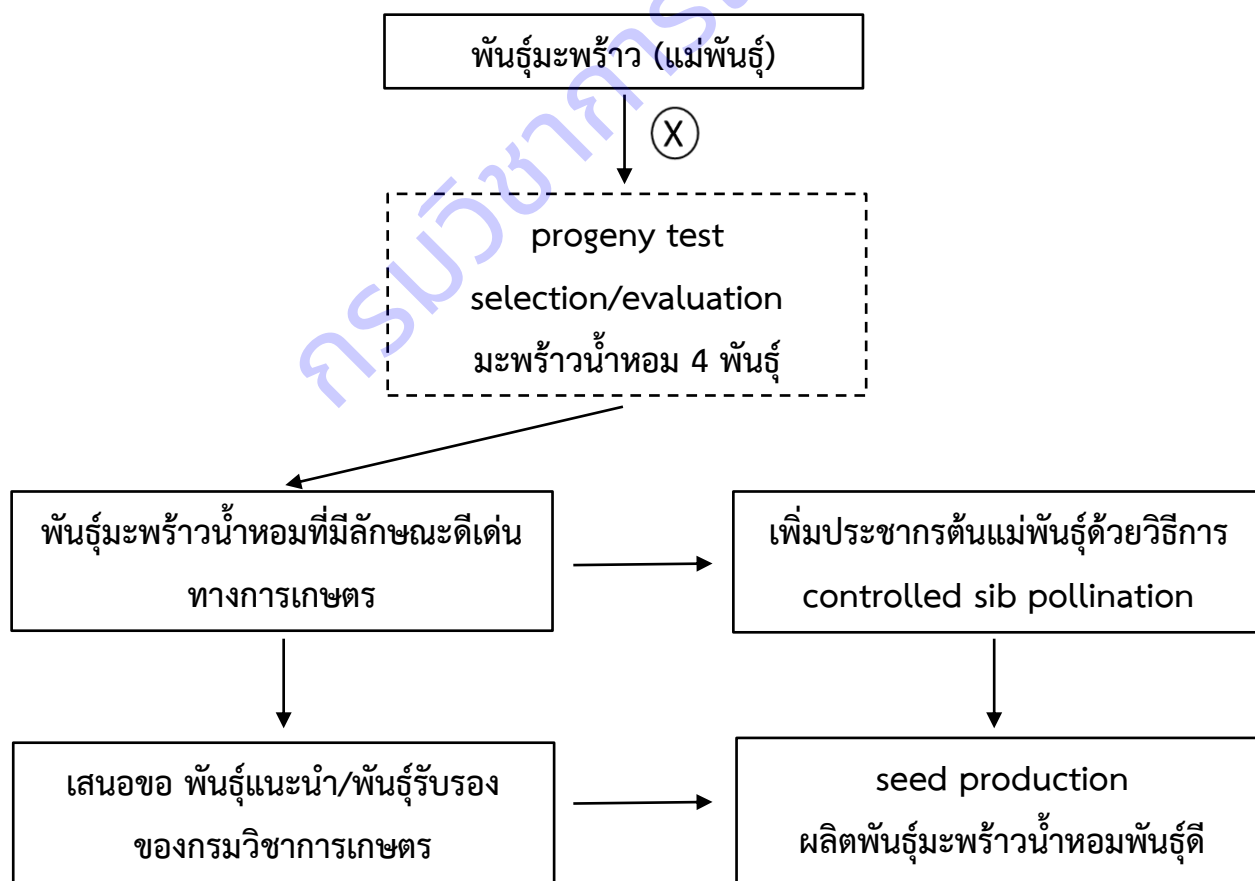 พันธุ์มะพร้าว (แม่พันธุ์)
X
progeny test
selection/evaluation
มะพร้าวน้ำหอม 4 พันธุ์
พันธุ์มะพร้าวน้ำหอมที่มีลักษณะดีเด่น
ทางการเกษตร
เพิ่มประชากรต้นแม่พันธุ์ด้วยวิธีการ
controlled sib pollination
เสนอขอ พันธุ์แนะนำ/พันธุ์รับรอง
ของกรมวิชาการเกษตร
seed production
ผลิตพันธุ์มะพร้าวน้ำหอมพันธุ์ดี
กรมวิชาการ